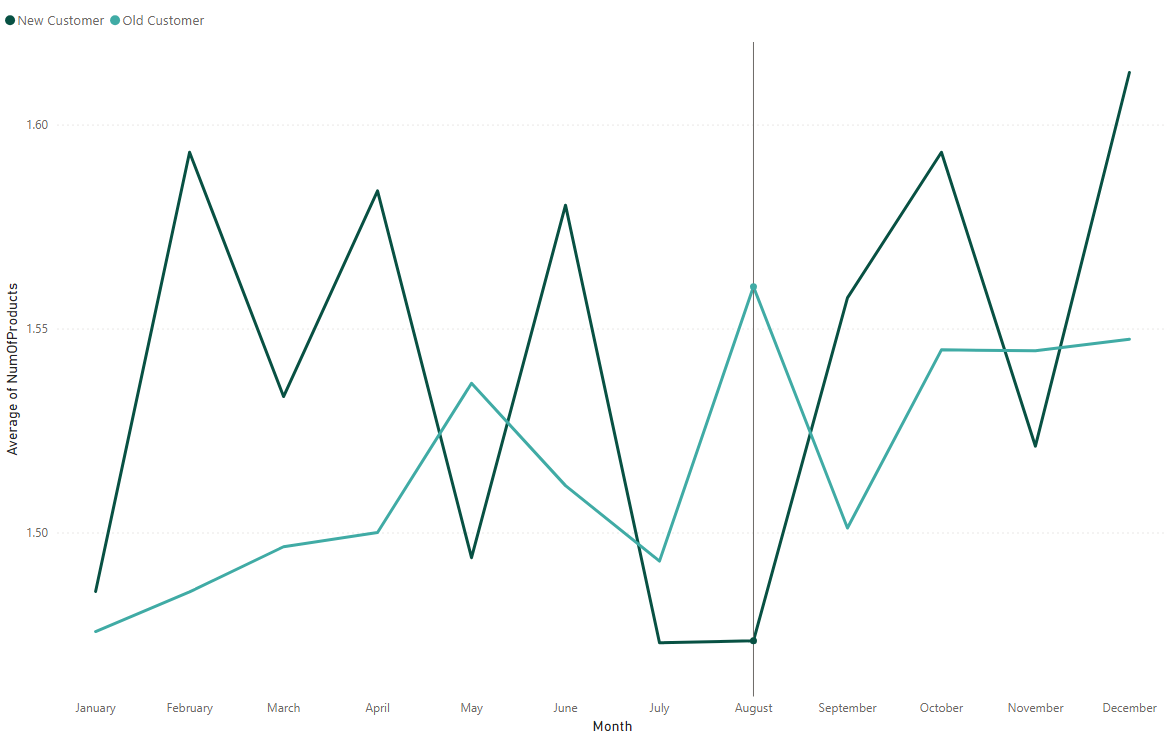 New Customer Old Customer
1.60
1.55
1.50
Average of NumOfProducts
January February March April May June July August September October November December
Month